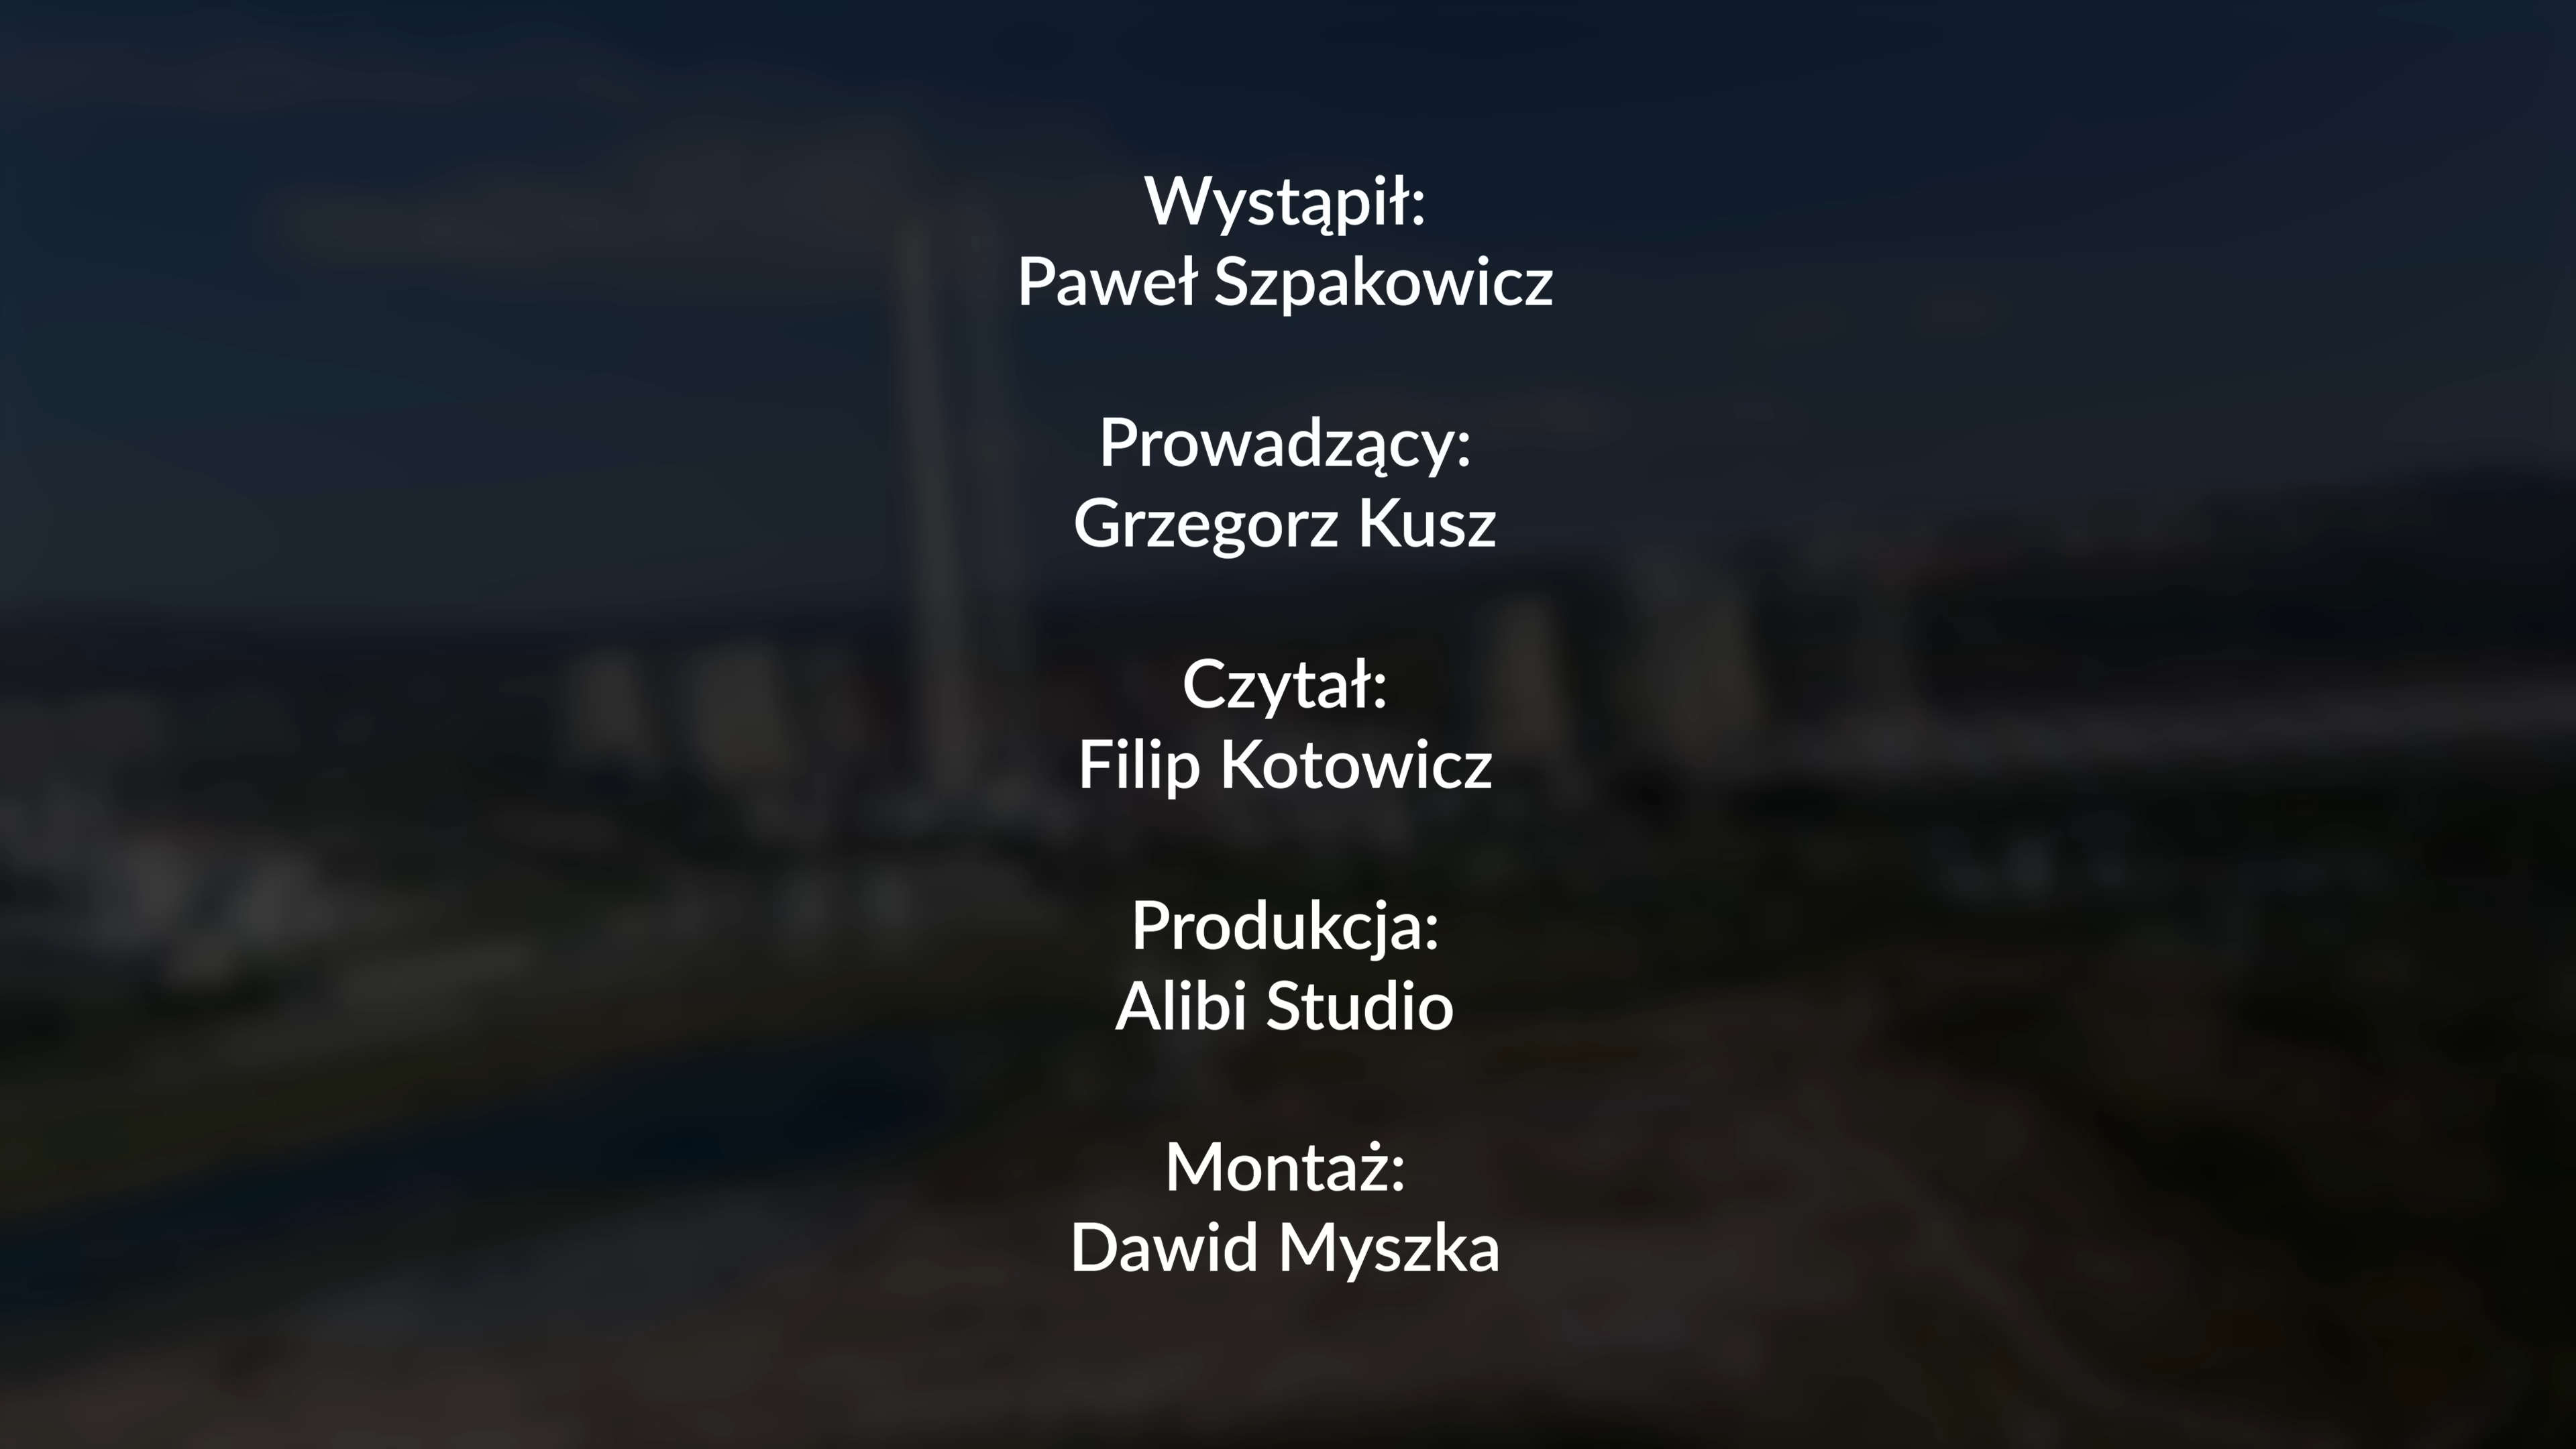 Wystąpił:
Paweł Szpakowicz
Prowadzący:
Grzegorz Kusz
Czytał:
Filip Kotowicz
Produkcja:
Alibi Studio
Montaż:
Dawid Myszka